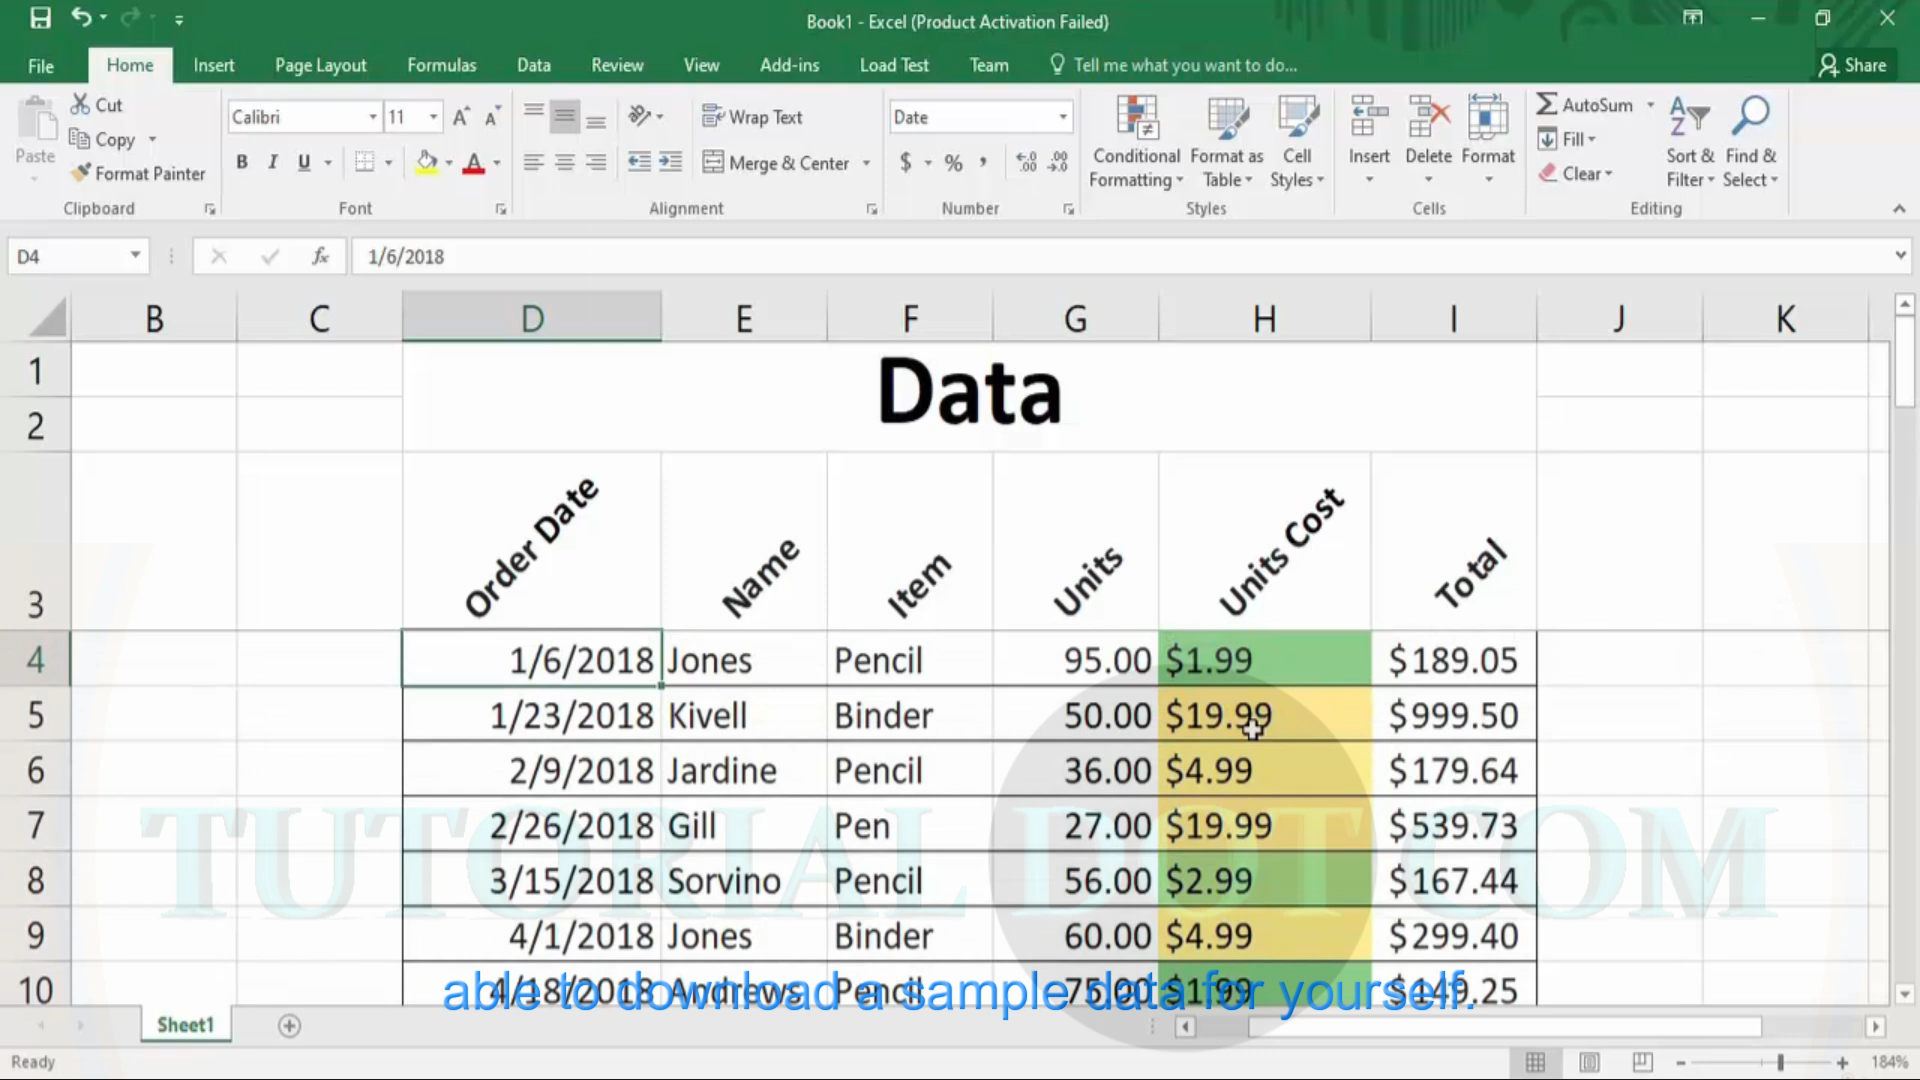 Book1 - Excel (Product Activation Failed)
File Home Insert Page Layout Formulas Data Review View Add-ins Load Test Team Tell me what you want to do... Share
Paste Cut Copy Format Painter Clipboard
Calibri 11 B I U A Font
Wrap Text Merge & Center Alignment
Date $ % , .00 Number
Conditional Formatting Format as Table Cell Styles Styles
Insert Delete Format Cells
AutoSum Fill Clear Sort & Filter Find & Select Editing
D4 fx 1/6/2018
B C D E F G H I J K
1 Data
2
3 Order Date Name Item Units Units Cost Total
4 1/6/2018 Jones Pencil 95.00 $1.99 $189.05
5 1/23/2018 Kivell Binder 50.00 $19.99 $999.50
6 2/9/2018 Jardine Pencil 36.00 $4.99 $179.64
7 2/26/2018 Gill Pen 27.00 $19.99 $539.73
8 3/15/2018 Sorvino Pencil 56.00 $2.99 $167.44
9 4/1/2018 Jones Binder 60.00 $4.99 $299.40
10 4/18/2018 Andrews Pencil 75.00 $1.99 $149.25
TUTORIAL DOT COM
able to download a sample data for yourself.
Sheet1
Ready 184%